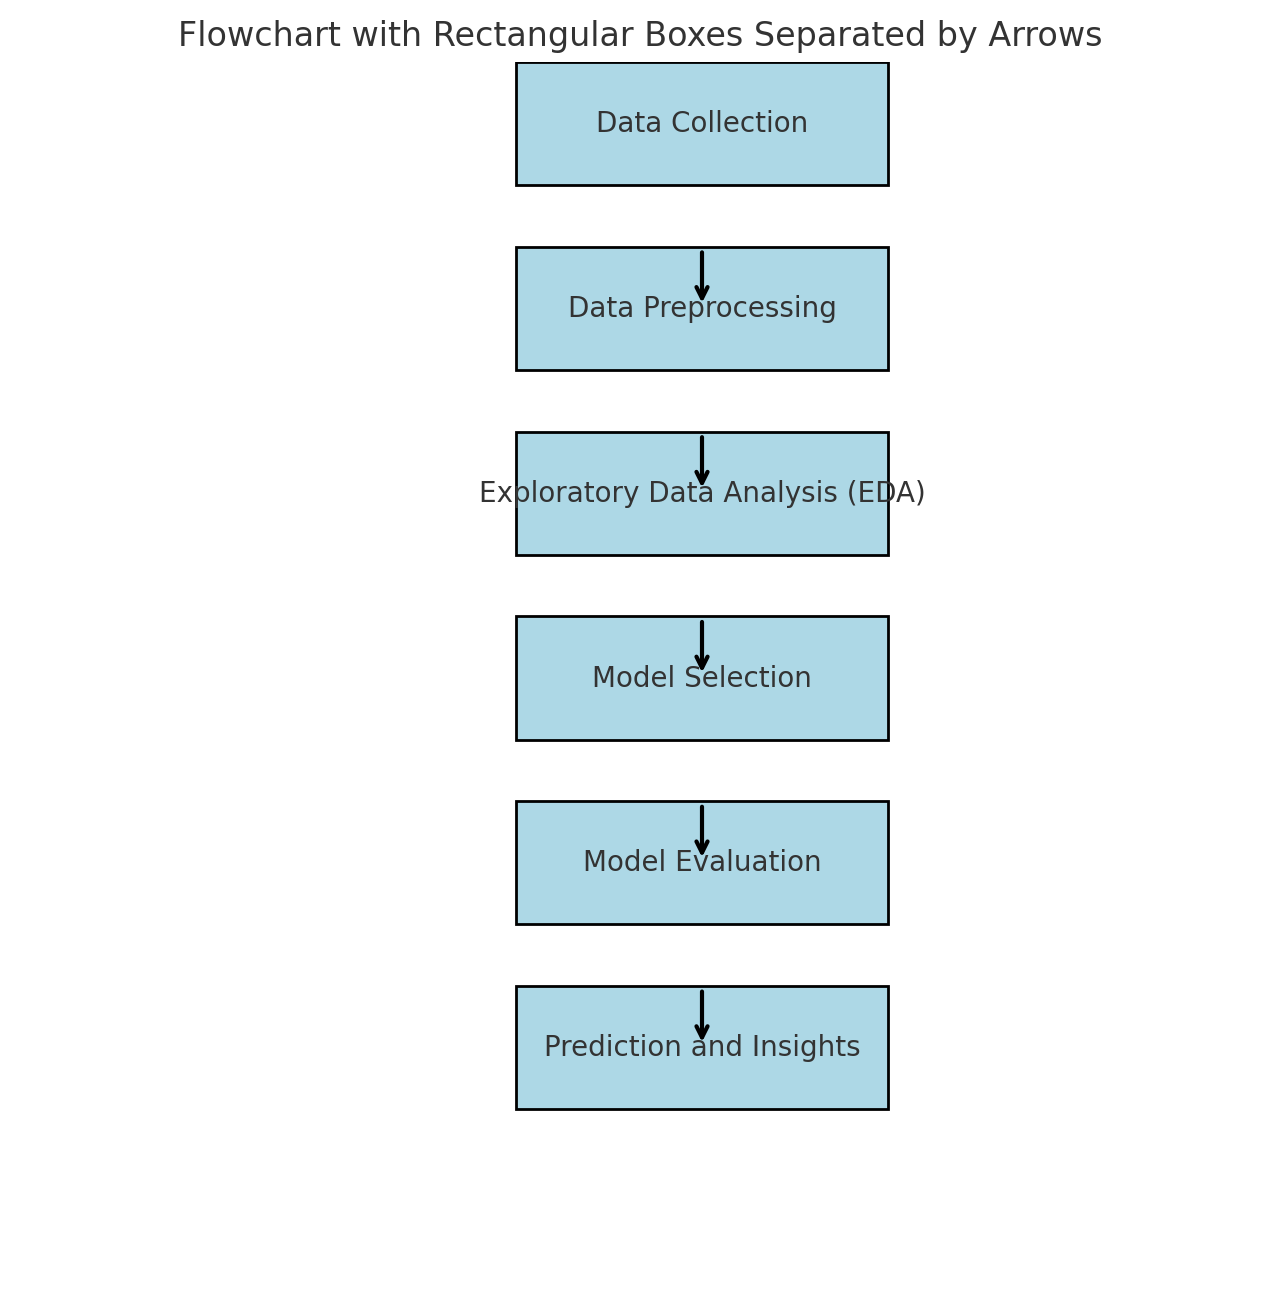 Flowchart with Rectangular Boxes Separated by Arrows
Data Collection
Data Preprocessing
Exploratory Data Analysis (EDA)
Model Selection
Model Evaluation
Prediction and Insights